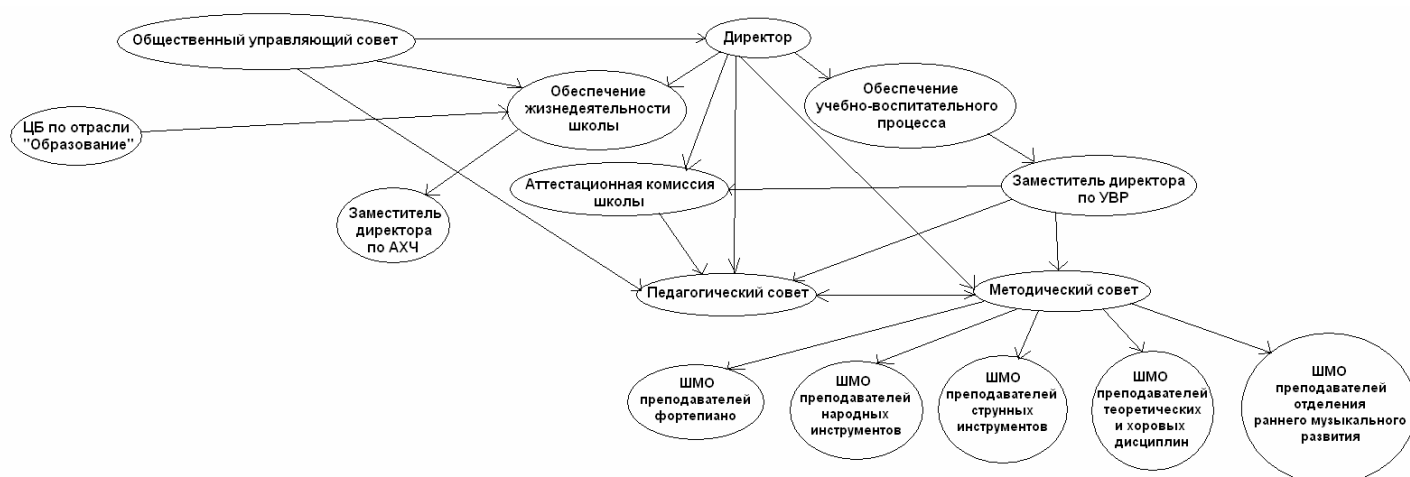 Общественный управляющий совет
Директор
Обеспечение
жизнедеятельности
школы
Обеспечение
учебно-воспитательного
процесса
ЦБ по отрасли
"Образование"
Аттестационная комиссия
школы
Заместитель директора
по УВР
Заместитель
директора
по АХЧ
Педагогический совет
Методический совет
ШМО
преподавателей
фортепиано
ШМО
преподавателей
народных
инструментов
ШМО
преподавателей
струнных
инструментов
ШМО
преподавателей
теоретических
и хоровых
дисциплин
ШМО
преподавателей
отделения
раннего музыкального
развития